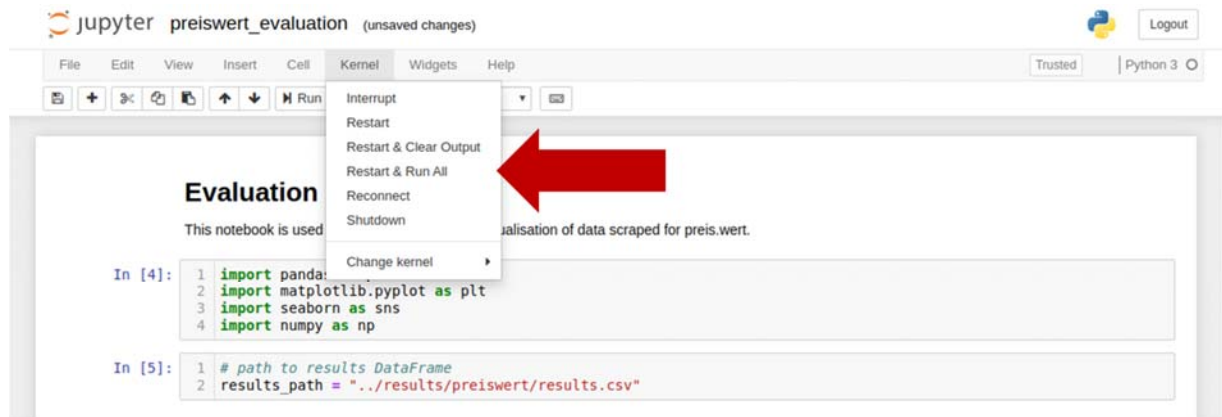 jupyter preiswert_evaluation (unsaved changes) Logout
File Edit View Insert Cell Kernel Widgets Help Trusted Python 3
Run
Interrupt
Restart
Restart & Clear Output
Restart & Run All
Reconnect
Shutdown
Change kernel
Evaluation
This notebook is used ualisation of data scraped for preis.wert.
In [4]: 1 import pandas
2 import matplotlib.pyplot as plt
3 import seaborn as sns
4 import numpy as np
In [5]: 1 # path to results DataFrame
2 results_path = "../results/preiswert/results.csv"